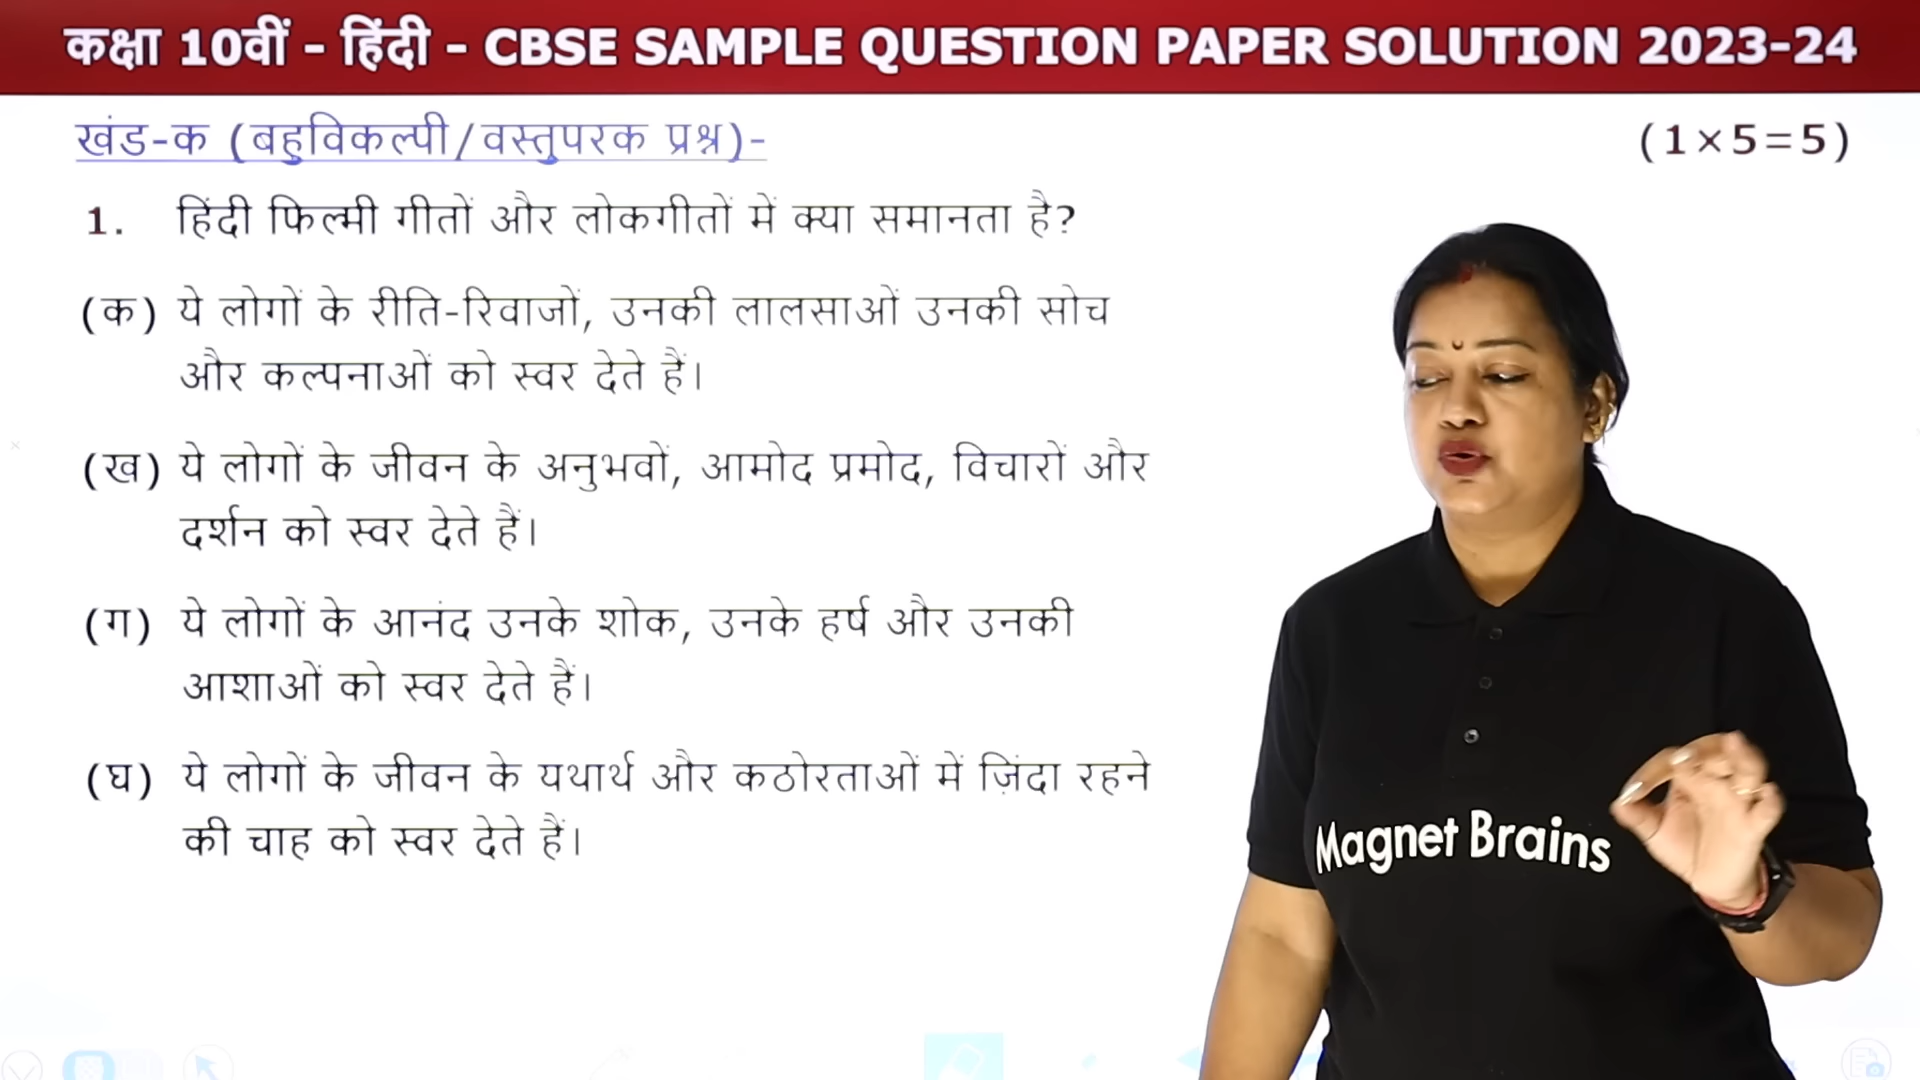 कक्षा 10वीं - हिंदी - CBSE SAMPLE QUESTION PAPER SOLUTION 2023-24
खंड-क (बहुविकल्पी/वस्तुपरक प्रश्न)- (1×5=5)
1. हिंदी फिल्मी गीतों और लोकगीतों में क्या समानता है?
(क) ये लोगों के रीति-रिवाजों, उनकी लालसाओं उनकी सोच
और कल्पनाओं को स्वर देते हैं।
(ख) ये लोगों के जीवन के अनुभवों, आमोद प्रमोद, विचारों और
दर्शन को स्वर देते हैं।
(ग) ये लोगों के आनंद उनके शोक, उनके हर्ष और उनकी
आशाओं को स्वर देते हैं।
(घ) ये लोगों के जीवन के यथार्थ और कठोरताओं में ज़िंदा रहने
की चाह को स्वर देते हैं।
Magnet Brains